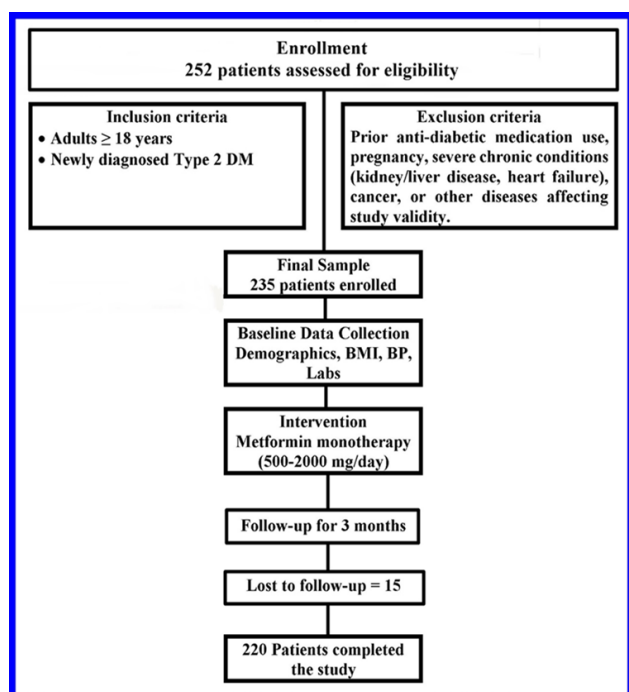 Enrollment
252 patients assessed for eligibility
Inclusion criteria
• Adults ≥ 18 years
• Newly diagnosed Type 2 DM
Exclusion criteria
Prior anti-diabetic medication use,
pregnancy, severe chronic conditions
(kidney/liver disease, heart failure),
cancer, or other diseases affecting
study validity.
Final Sample
235 patients enrolled
Baseline Data Collection
Demographics, BMI, BP,
Labs
Intervention
Metformin monotherapy
(500-2000 mg/day)
Follow-up for 3 months
Lost to follow-up = 15
220 Patients completed
the study